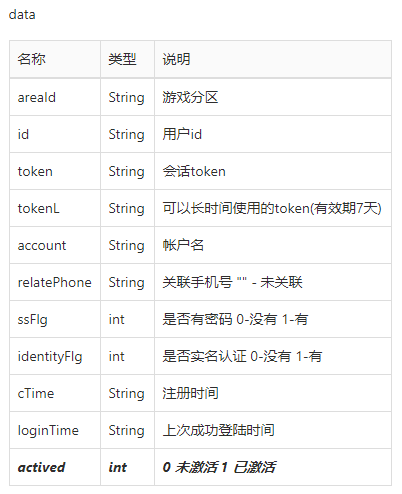 data
名称 类型 说明
areaId String 游戏分区
id String 用户id
token String 会话token
tokenL String 可以长时间使用的token(有效期7天)
account String 帐户名
relatePhone String 关联手机号 "" - 未关联
ssFlg int 是否有密码 0-没有 1-有
identityFlg int 是否实名认证 0-没有 1-有
cTime String 注册时间
loginTime String 上次成功登陆时间
actived int 0 未激活 1 已激活